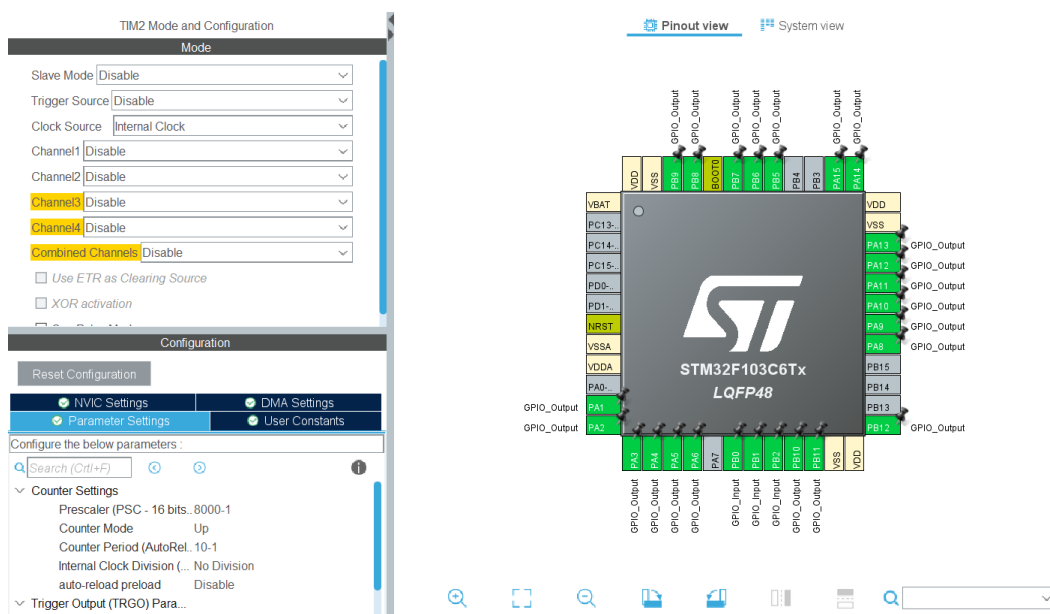 TIM2 Mode and Configuration
Mode
Slave Mode Disable
Trigger Source Disable
Clock Source Internal Clock
Channel1 Disable
Channel2 Disable
Channel3 Disable
Channel4 Disable
Combined Channels Disable
Use ETR as Clearing Source
XOR activation
Configuration
Reset Configuration
NVIC Settings
DMA Settings
Parameter Settings
User Constants
Configure the below parameters :
Search (Crtl+F)
Counter Settings
Prescaler (PSC - 16 bits.. 8000-1
Counter Mode Up
Counter Period (AutoRel.. 10-1
Internal Clock Division (... No Division
auto-reload preload Disable
Trigger Output (TRGO) Para...
Pinout view
System view
GPIO_Output
GPIO_Output
GPIO_Output
GPIO_Output
GPIO_Output
GPIO_Output
GPIO_Output
VDD
VSS
PB9
PB8
BOOT0
PB7
PB6
PB5
PB4
PB3
PA15
PA14
VBAT
PC13-..
PC14-..
PC15-..
PD0-..
PD1-..
NRST
VSSA
VDDA
PA0-..
GPIO_Output PA1
GPIO_Output PA2
STM32F103C6Tx
LQFP48
VDD
VSS
PA13 GPIO_Output
PA12 GPIO_Output
PA11 GPIO_Output
PA10 GPIO_Output
PA9 GPIO_Output
PA8 GPIO_Output
PB15
PB14
PB13
PB12 GPIO_Output
PA3
PA4
PA5
PA6
PA7
PB0
PB1
PB2
PB10
PB11
VSS
VDD
GPIO_Output
GPIO_Output
GPIO_Output
GPIO_Output
GPIO_Input
GPIO_Input
GPIO_Input
GPIO_Output
GPIO_Output